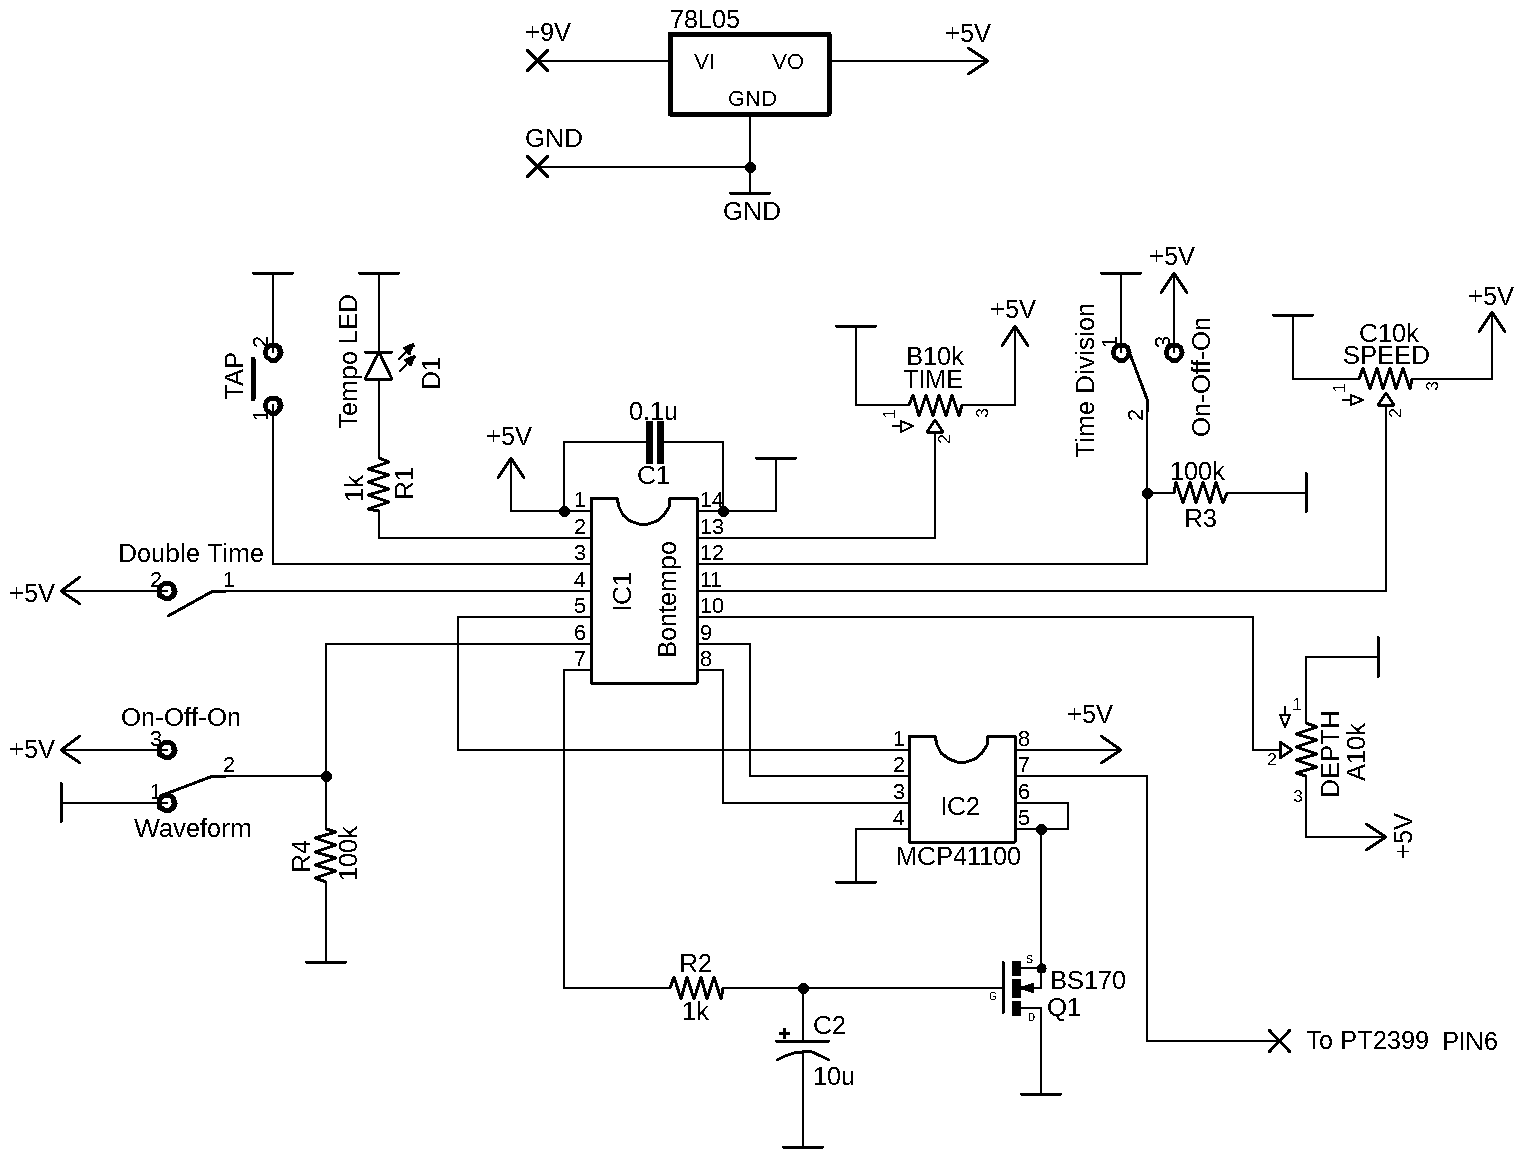 78L05
+9V
VI
VO
+5V
GND
GND
GND
TAP
2
1
Tempo LED
D1
1k
R1
+5V
0.1u
C1
B10k
TIME
1
2
3
+5V
Time Division
1
2
3
+5V
On-Off-On
100k
R3
C10k
SPEED
1
2
3
+5V
Double Time
+5V
2
1
IC1
Bontempo
1
2
3
4
5
6
7
14
13
12
11
10
9
8
On-Off-On
+5V
3
2
1
Waveform
R4
100k
+5V
1
2
3
4
8
7
6
5
IC2
MCP41100
1
2
3
DEPTH
A10k
+5V
R2
1k
C2
+
10u
G
S
D
BS170
Q1
To PT2399 PIN6